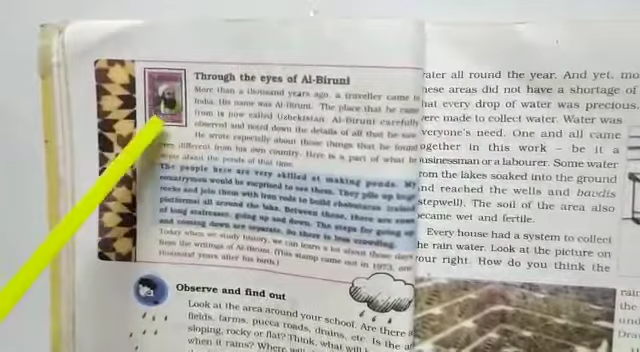 Through the eyes of Al-Biruni
More than a thousand years ago, a traveller came to
India. His name was Al-Biruni. The place that he came
from is now called Uzbekistan. Al-Biruni carefully
observed and noted down the details of all that he saw.
He wrote especially about those things that he found
very different from his own country. Here is a part of what he
wrote about the ponds of that time.
The people here are very skilled at making ponds. My
countrymen would be surprised to see them. They pile up huge
rocks and join them with iron rods to build chabutaras (raised
platforms) all around the lake. Between these, there are rows
of long staircases, going up and down. The steps for going up
and coming down are separate. So there is less crowding.
Today when we study history, we can learn a lot about those days
from the writings of Al-Biruni. (This stamp came out in 1973, one
thousand years after his birth.)
Observe and find out
Look at the area around your school. Are there a
fields, farms, pucca roads, drains, etc. Is the a
sloping, rocky or flat? Think, what will
when it rains? Where will
water all round the year. And yet, mo
these areas did not have a shortage of
that every drop of water was precious.
were made to collect water. Water was
everyone's need. One and all came
together in this work – be it a
businessman or a labourer. Some water
from the lakes soaked into the ground
and reached the wells and bavdis
(stepwell). The soil of the area also
became wet and fertile.
Every house had a system to collect
the rain water. Look at the picture on
your right. How do you think the
rain
the
und
Dra